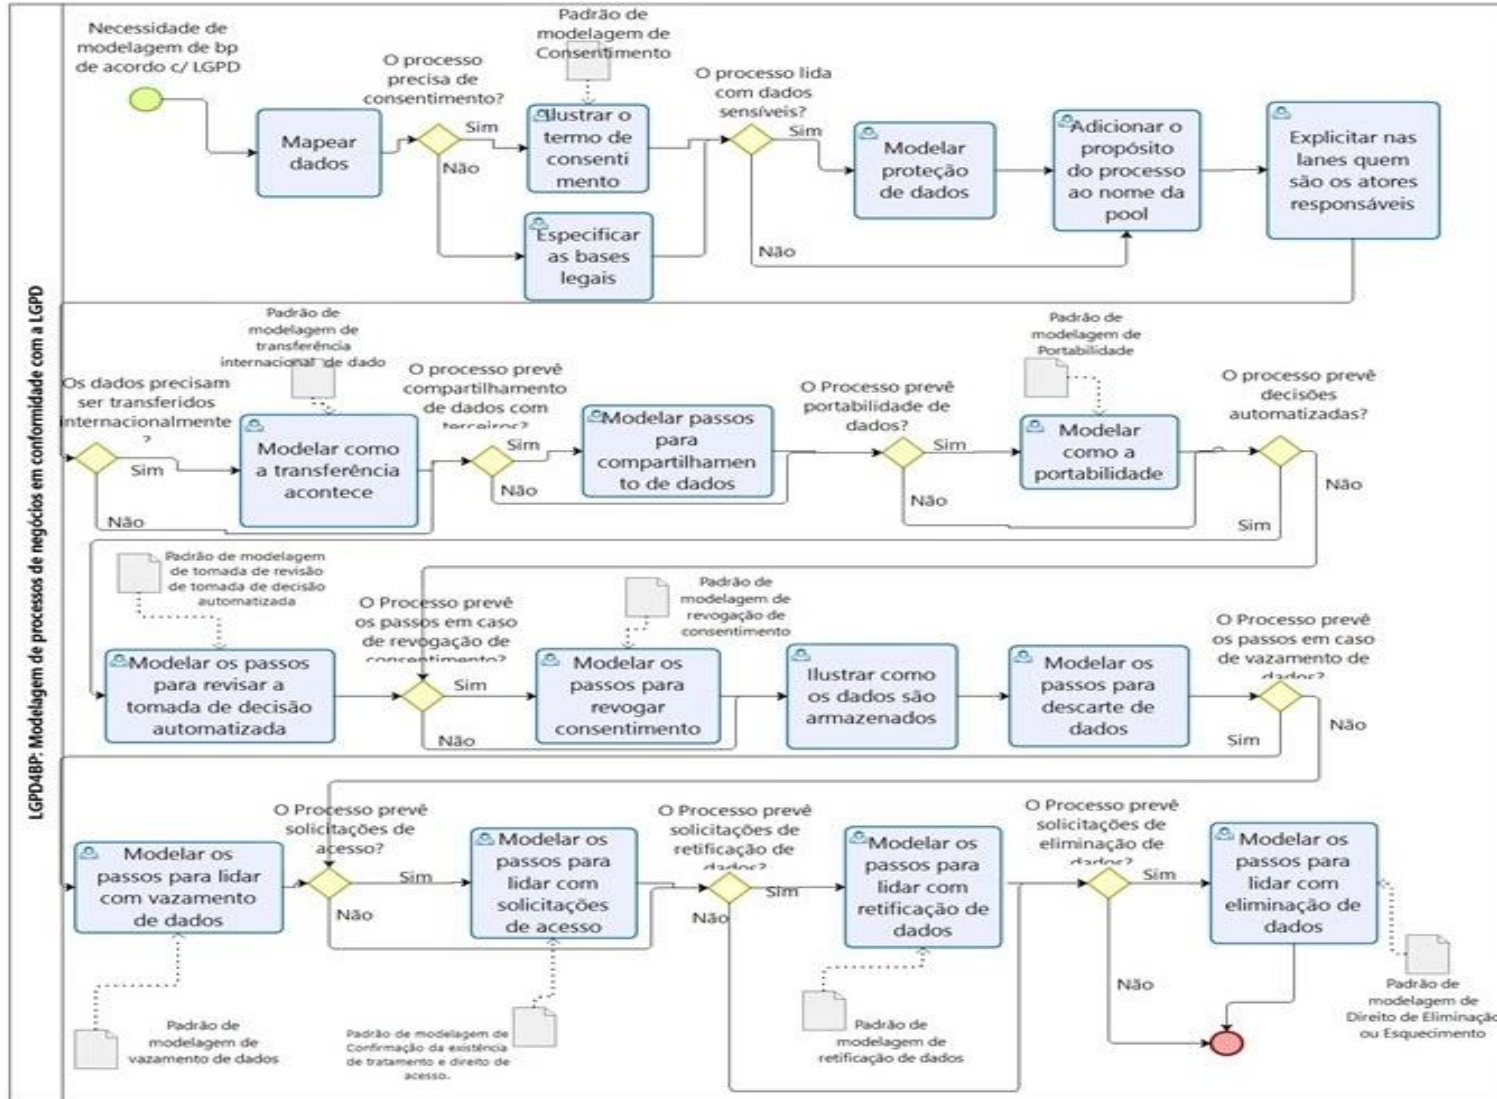 LGPD4BP: Modelagem de processos de negócios em conformidade com a LGPD
Necessidade de
modelagem de bp
de acordo c/ LGPD
Mapear
dados
O processo
precisa de
consentimento?
Sim
Não
Padrão de
modelagem de
Consentimento
Ilustrar o
termo de
consenti
mento
Especificar
as bases
legais
O processo lida
com dados
sensíveis?
Sim
Não
Modelar
proteção
de dados
Adicionar o
propósito
do processo
ao nome da
pool
Explicitar nas
lanes quem
são os atores
responsáveis
Os dados precisam
ser transferidos
internacionalmente
?
Sim
Não
Padrão de
modelagem de
transferência
internacional de dado
Modelar como
a transferência
acontece
O processo prevê
compartilhamento
de dados com
terceiros?
Sim
Não
Modelar passos
para
compartilhamen
to de dados
O Processo prevê
portabilidade de
dados?
Sim
Não
Padrão de
modelagem de
Portabilidade
Modelar
como a
portabilidade
O processo prevê
decisões
automatizadas?
Não
Sim
Padrão de modelagem
de tomada de revisão
de tomada de decisão
automatizada
Modelar os passos
para revisar a
tomada de decisão
automatizada
O Processo prevê
os passos em caso
de revogação de
consentimento?
Sim
Não
Padrão de
modelagem de
revogação de
consentimento
Modelar os
passos para
revogar
consentimento
Ilustrar como
os dados são
armazenados
Modelar os
passos para
descarte de
dados
O Processo prevê
os passos em caso
de vazamento de
dados?
Não
Sim
Modelar os
passos para lidar
com vazamento
de dados
Padrão de
modelagem de
vazamento de dados
O Processo prevê
solicitações de
acesso?
Sim
Não
Modelar os
passos para
lidar com
solicitações
de acesso
Padrão de modelagem de
Confirmação da existência
de tratamento e direito de
acesso.
O Processo prevê
solicitações de
retificação de
dados?
Sim
Não
Modelar os
passos para
lidar com
retificação de
dados
Padrão de
modelagem de
retificação de dados
O Processo prevê
solicitações de
eliminação de
dados?
Sim
Não
Modelar os
passos para
lidar com
eliminação de
dados
Padrão de
modelagem de
Direito de Eliminação
ou Esquecimento